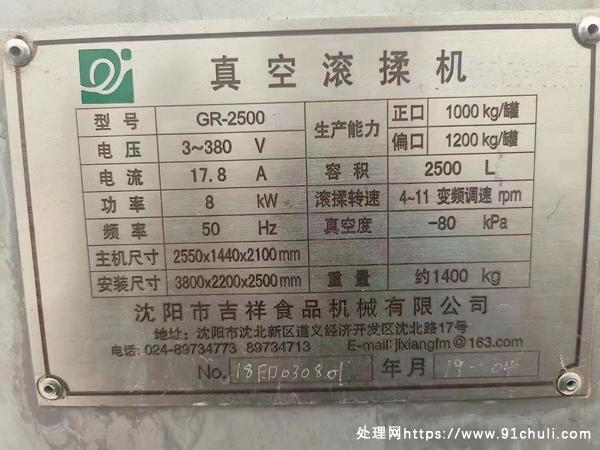 真空滚揉机
型号 GR-2500 生产能力 正口 1000kg/罐
偏口 1200kg/罐
电压 3~380 V
电流 17.8 A 容积 2500 L
功率 8 kW 滚揉转速 4~11 变频调速 rpm
频率 50 Hz 真空度 -80 kPa
主机尺寸 2550x1440x2100mm
安装尺寸 3800x2200x2500mm 重量 约1400 kg
沈阳市吉祥食品机械有限公司
地址: 沈阳市沈北新区道义经济开发区沈北路17号
电话: 024-89734773 89734713 E-mail: jixiangfm@163.com
No. 年月 19-04
处理网https://www.91chuli.com/